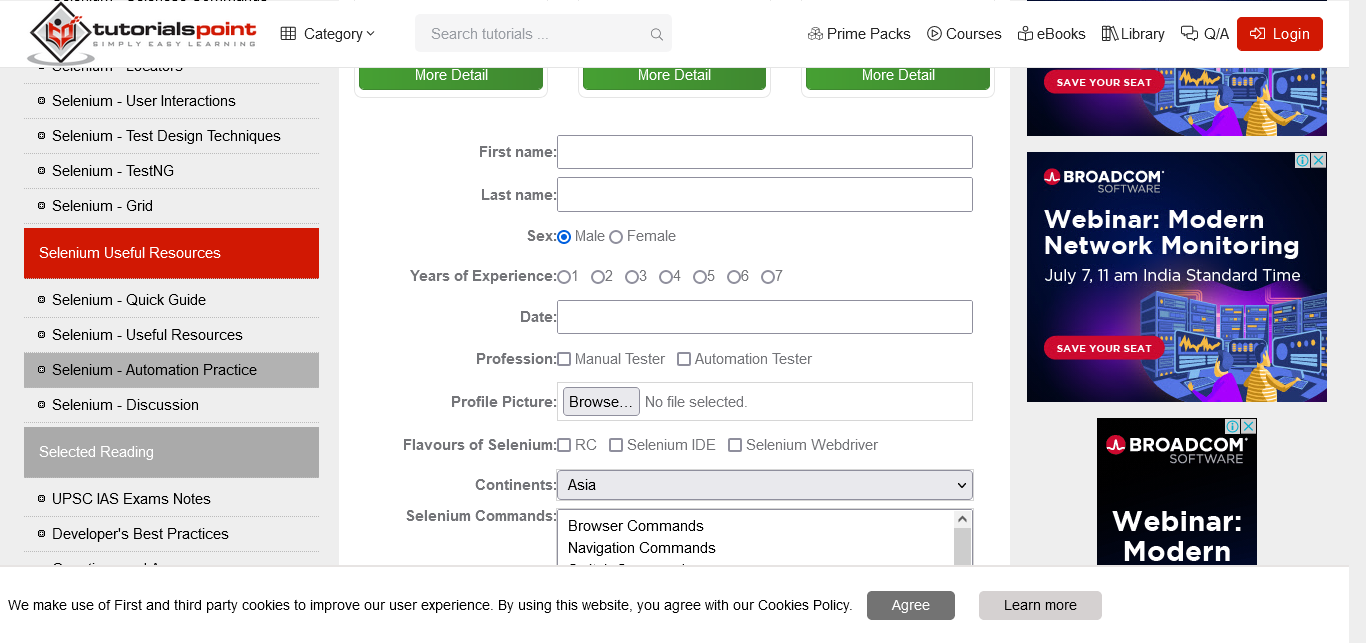 tutorialspoint
SIMPLY EASY LEARNING
Category
Search tutorials ...
Prime Packs
Courses
eBooks
Library
Q/A
Login
Selenium - User Interactions
Selenium - Test Design Techniques
Selenium - TestNG
Selenium - Grid
Selenium Useful Resources
Selenium - Quick Guide
Selenium - Useful Resources
Selenium - Automation Practice
Selenium - Discussion
Selected Reading
UPSC IAS Exams Notes
Developer's Best Practices
More Detail
More Detail
More Detail
First name:
Last name:
Sex: Male Female
Years of Experience: 1 2 3 4 5 6 7
Date:
Profession: Manual Tester Automation Tester
Profile Picture: Browse... No file selected.
Flavours of Selenium: RC Selenium IDE Selenium Webdriver
Continents: Asia
Selenium Commands: Browser Commands
Navigation Commands
SAVE YOUR SEAT
BROADCOM
SOFTWARE
Webinar: Modern
Network Monitoring
July 7, 11 am India Standard Time
SAVE YOUR SEAT
BROADCOM
SOFTWARE
Webinar:
Modern
We make use of First and third party cookies to improve our user experience. By using this website, you agree with our Cookies Policy. Agree Learn more